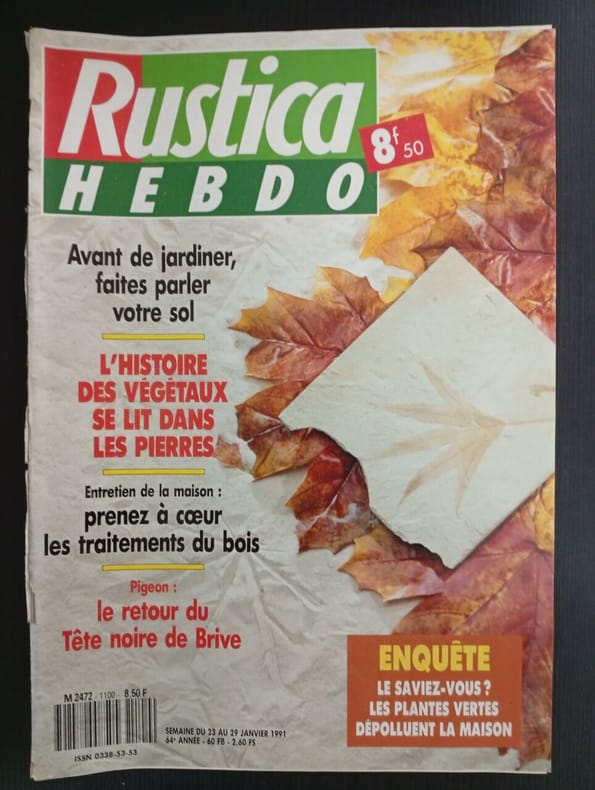 Rustica
HEBDO
8f 50
Avant de jardiner,
faites parler
votre sol
L'HISTOIRE
DES VÉGÉTAUX
SE LIT DANS
LES PIERRES
Entretien de la maison :
prenez à cœur
les traitements du bois
Pigeon :
le retour du
Tête noire de Brive
ENQUÊTE
LE SAVIEZ-VOUS ?
LES PLANTES VERTES
DÉPOLLUENT LA MAISON
M 2472 - 1100 - 8,50 F
SEMAINE DU 23 AU 29 JANVIER 1991
64e ANNÉE - 60 FB - 2,60 FS
ISSN 0338-53-53